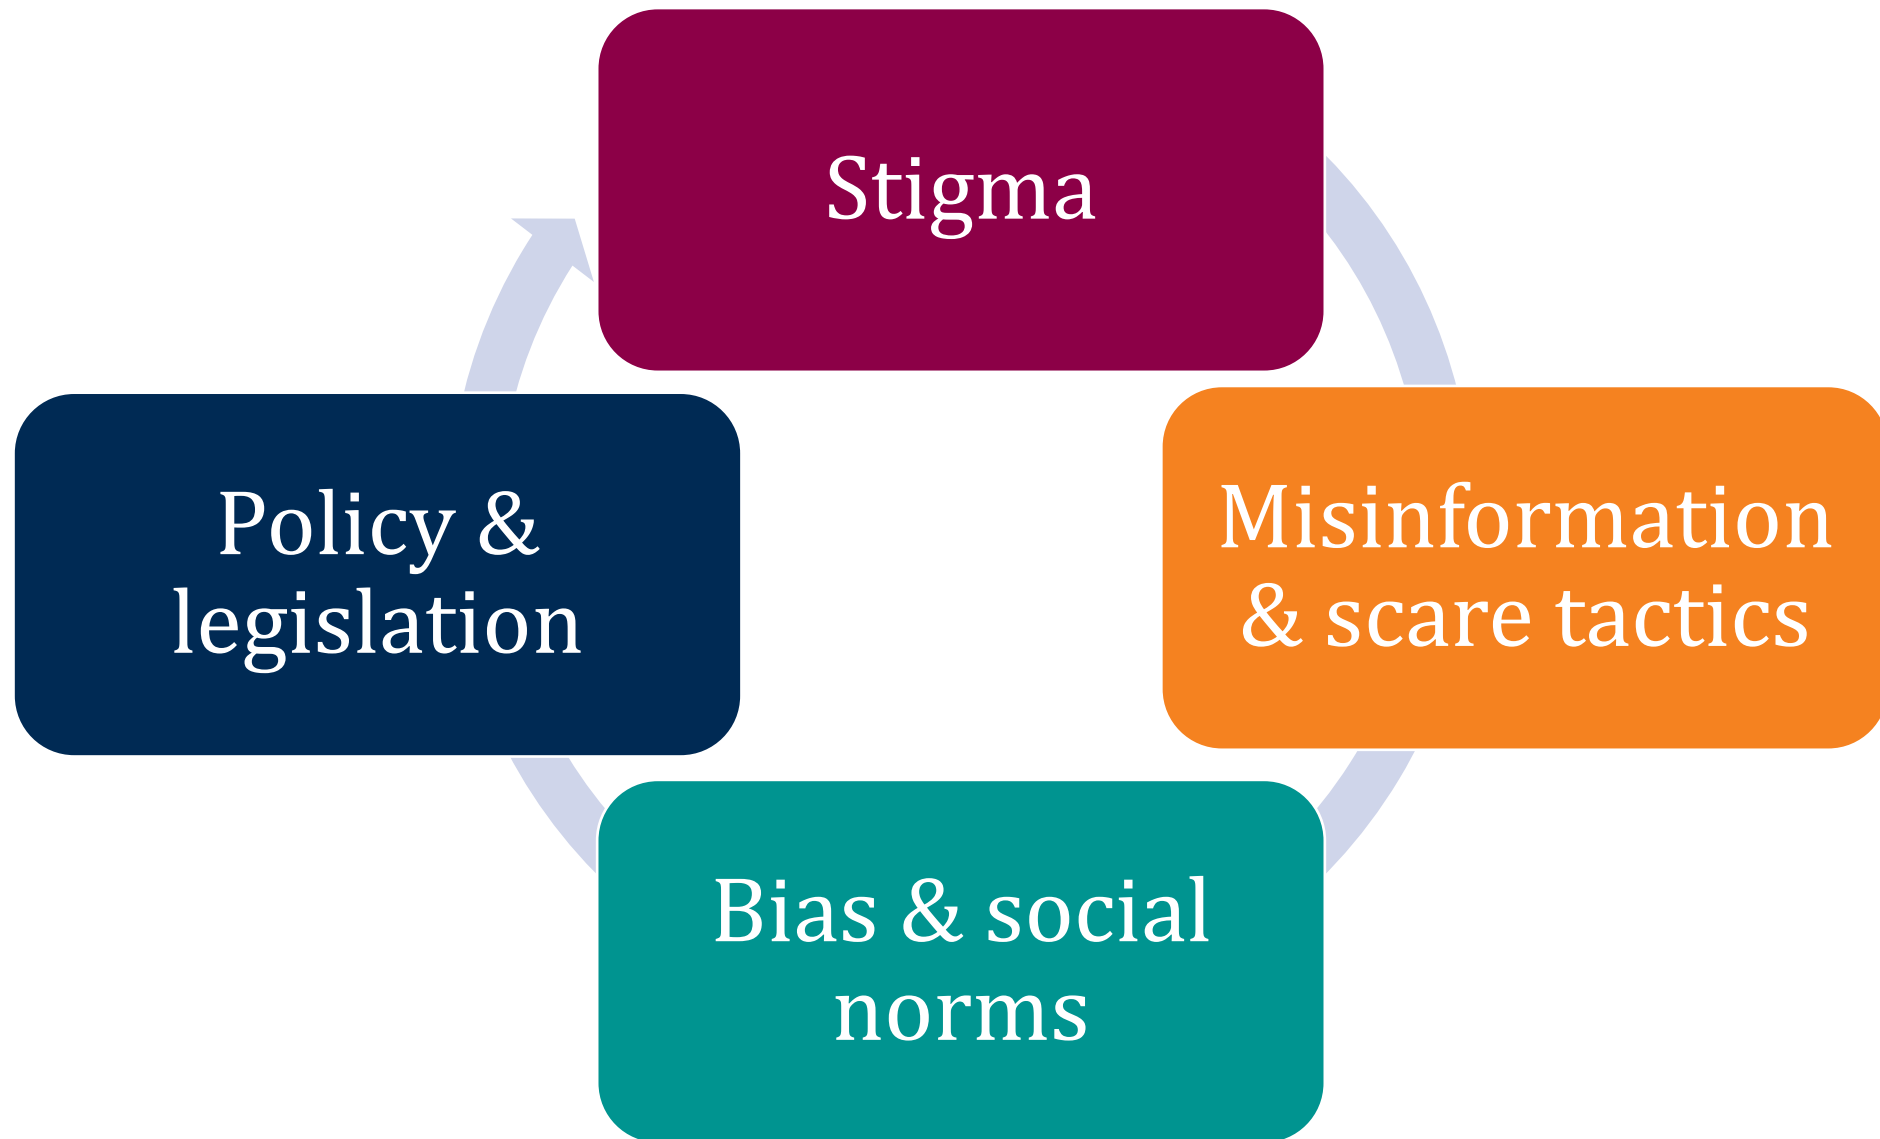 Stigma
Misinformation
& scare tactics
Bias & social
norms
Policy &
legislation